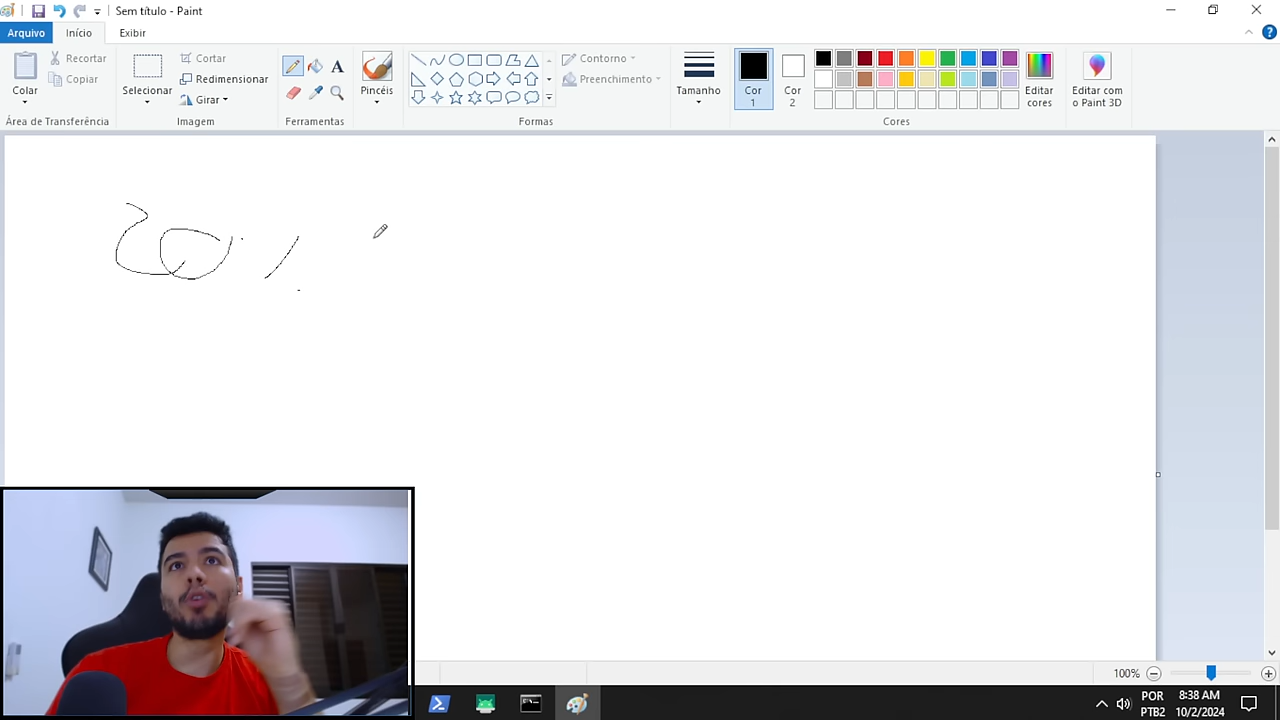 Sem título - Paint
Arquivo Início Exibir
Colar
Recortar
Copiar
Área de Transferência
Selecionar
Cortar
Redimensionar
Girar
Imagem
A
Ferramentas
Pincéis
Contorno
Preenchimento
Formas
Tamanho
Cor 1
Cor 2
Editar cores
Cores
Editar com o Paint 3D
20%
100%
POR
PTB2
8:38 AM
10/2/2024